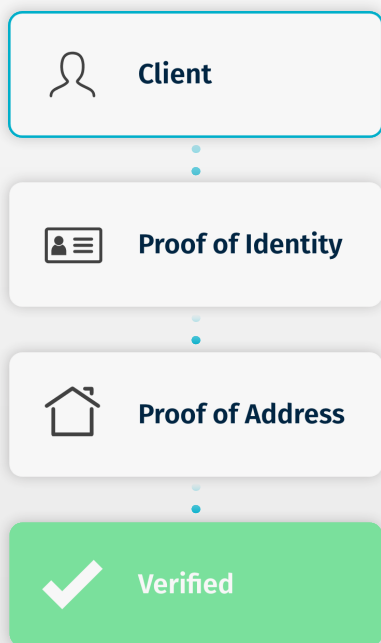 Client
Proof of Identity
Proof of Address
Verified